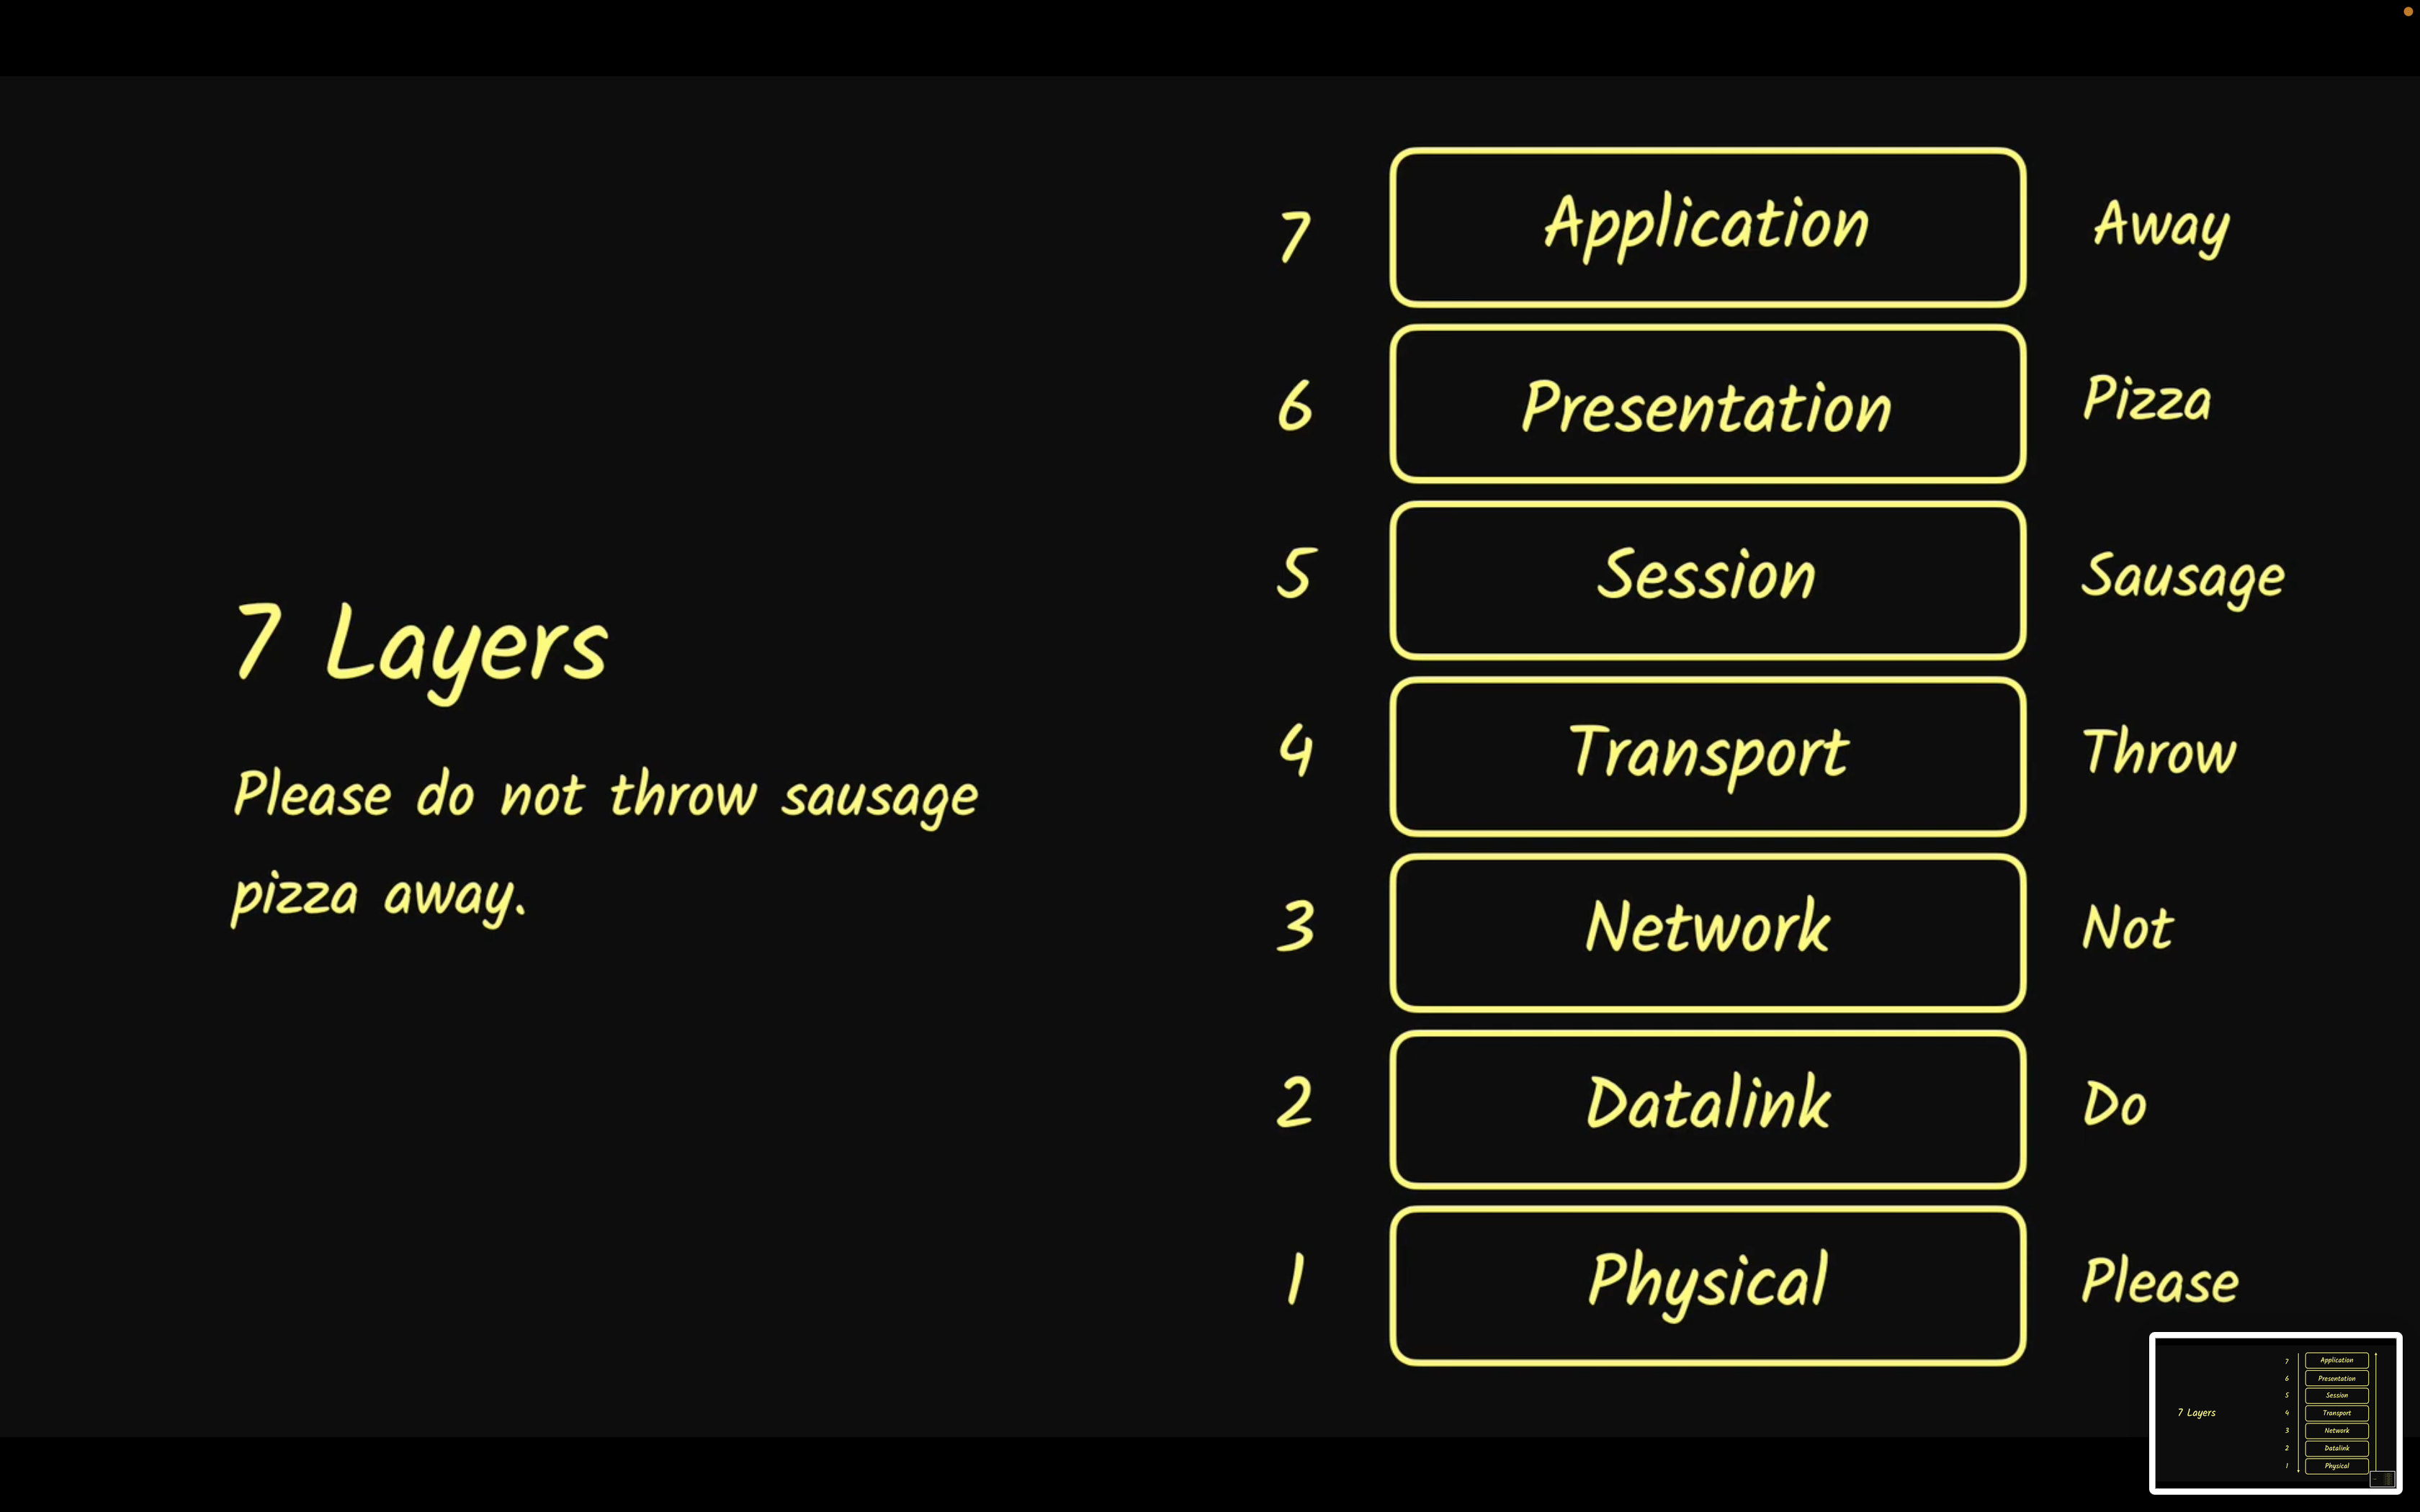 7 Layers
Please do not throw sausage
pizza away.
7 Application Away
6 Presentation Pizza
5 Session Sausage
4 Transport Throw
3 Network Not
2 Datalink Do
1 Physical Please
7 Layers
7 Application
6 Presentation
5 Session
4 Transport
3 Network
2 Datalink
1 Physical